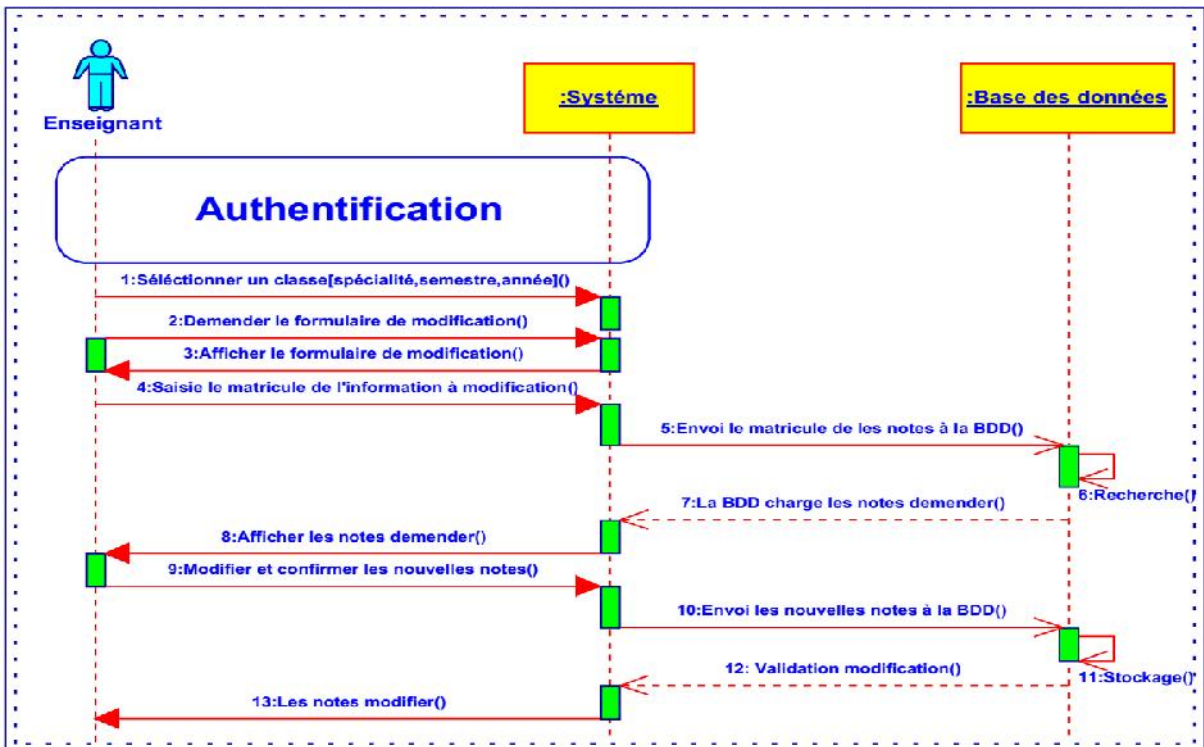 Enseignant
:Systéme
:Base des données
Authentification
1:Séléctionner un classe[spécialité,semestre,année]()
2:Demender le formulaire de modification()
3:Afficher le formulaire de modification()
4:Saisie le matricule de l'information à modification()
5:Envoi le matricule de les notes à la BDD()
6:Recherche()
7:La BDD charge les notes demender()
8:Afficher les notes demender()
9:Modifier et confirmer les nouvelles notes()
10:Envoi les nouvelles notes à la BDD()
11:Stockage()
12: Validation modification()
13:Les notes modifier()